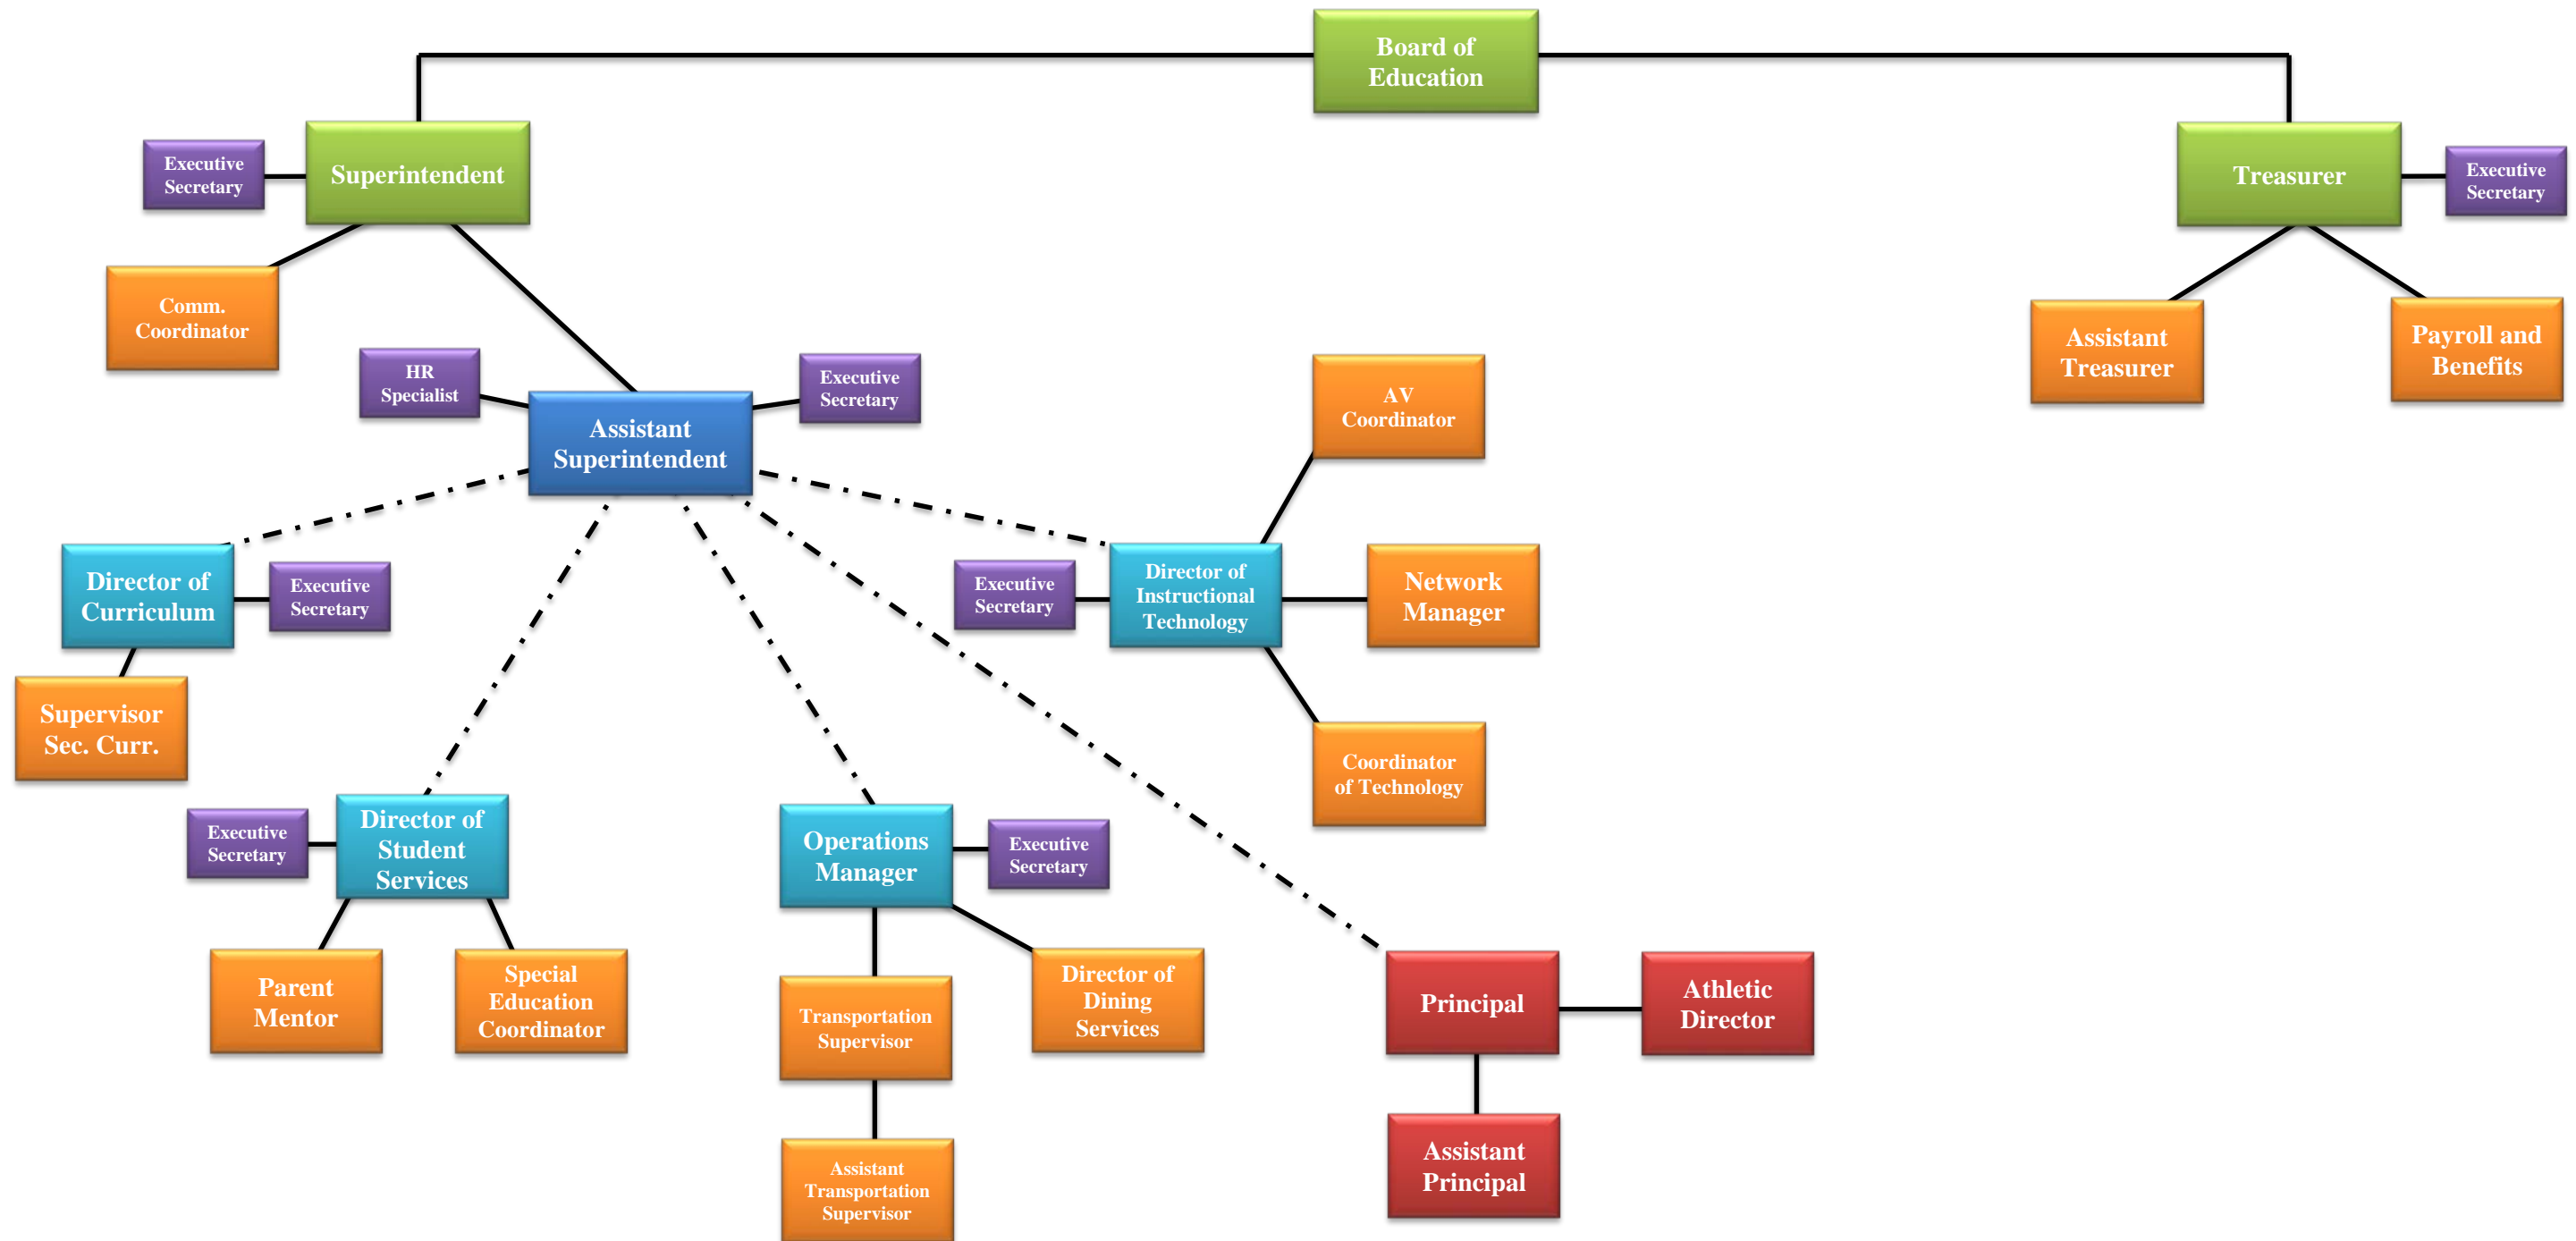 Board of
Education
Executive
Secretary
Superintendent
Treasurer
Executive
Secretary
Comm.
Coordinator
Assistant
Treasurer
Payroll and
Benefits
HR
Specialist
Executive
Secretary
AV
Coordinator
Assistant
Superintendent
Director of
Curriculum
Executive
Secretary
Executive
Secretary
Director of
Instructional
Technology
Network
Manager
Supervisor
Sec. Curr.
Coordinator
of Technology
Executive
Secretary
Director of
Student
Services
Operations
Manager
Executive
Secretary
Parent
Mentor
Special
Education
Coordinator
Transportation
Supervisor
Director of
Dining
Services
Principal
Athletic
Director
Assistant
Transportation
Supervisor
Assistant
Principal